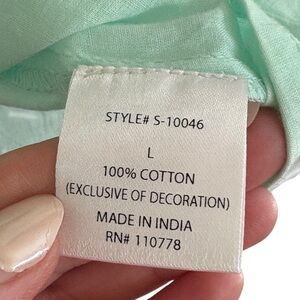 STYLE# S-10046
L
100% COTTON
(EXCLUSIVE OF DECORATION)
MADE IN INDIA
RN# 110778